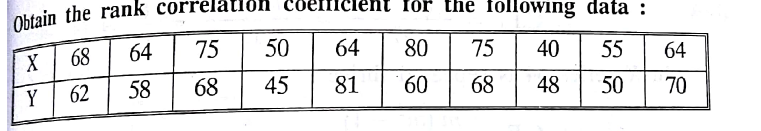 Obtain the rank correlation coefficient for the following data :
X 68 64 75 50 64 80 75 40 55 64
Y 62 58 68 45 81 60 68 48 50 70